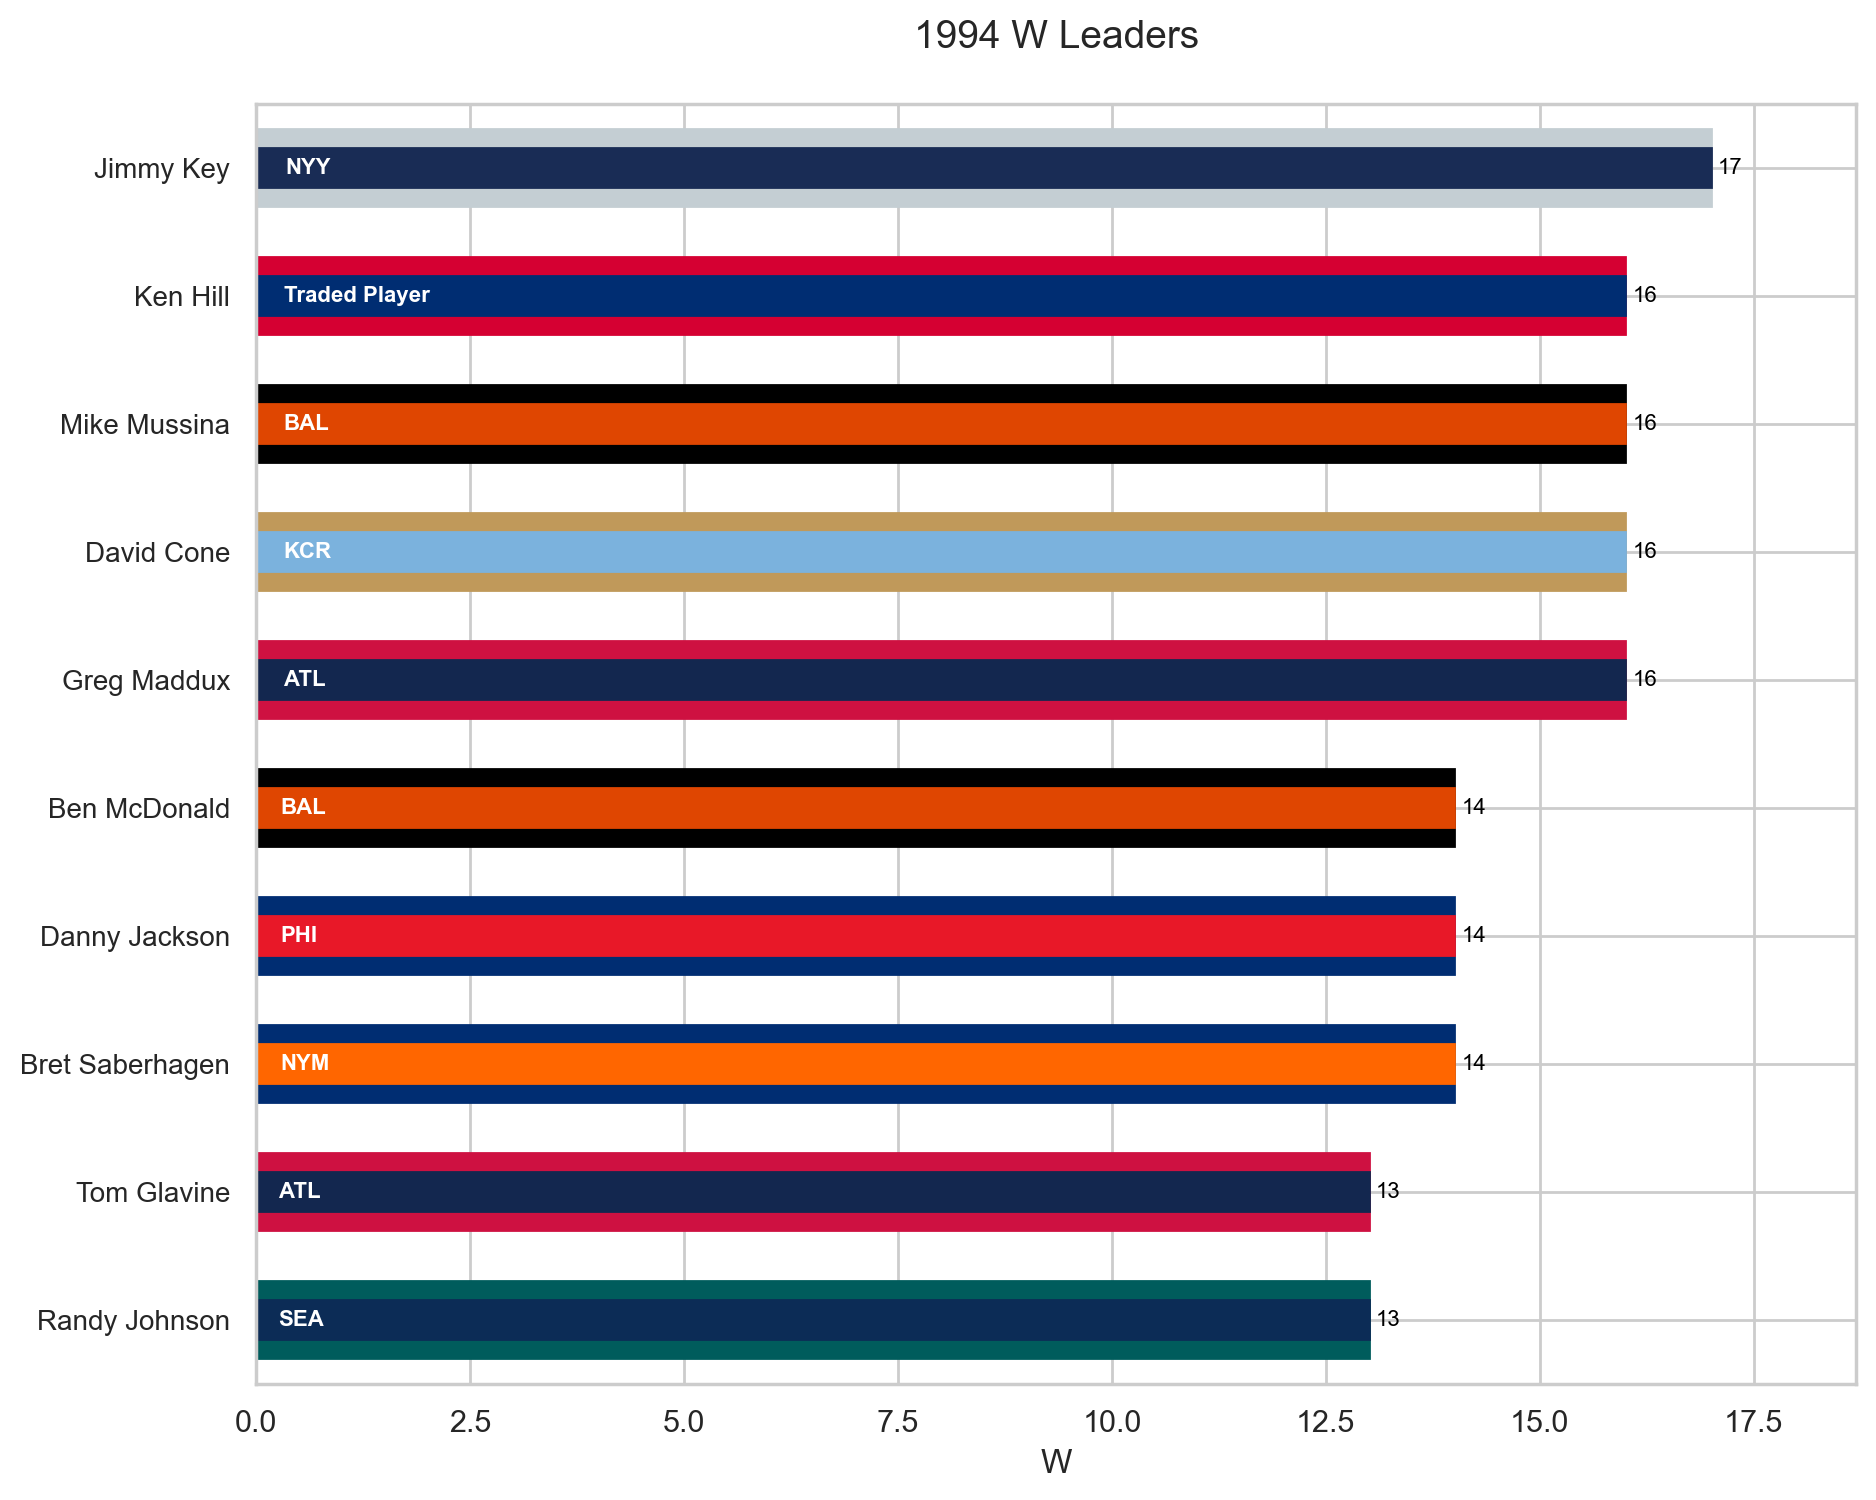 1994 W Leaders
Jimmy Key NYY 17
Ken Hill Traded Player 16
Mike Mussina BAL 16
David Cone KCR 16
Greg Maddux ATL 16
Ben McDonald BAL 14
Danny Jackson PHI 14
Bret Saberhagen NYM 14
Tom Glavine ATL 13
Randy Johnson SEA 13
0.0 2.5 5.0 7.5 10.0 12.5 15.0 17.5
W